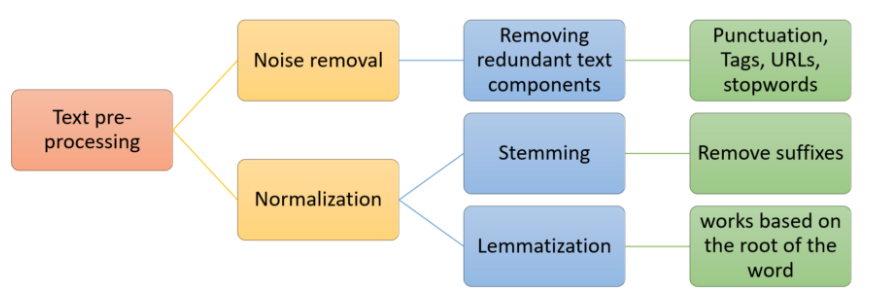 Text pre-
processing
Noise removal
Removing
redundant text
components
Punctuation,
Tags, URLs,
stopwords
Normalization
Stemming
Remove suffixes
Lemmatization
works based on
the root of the
word